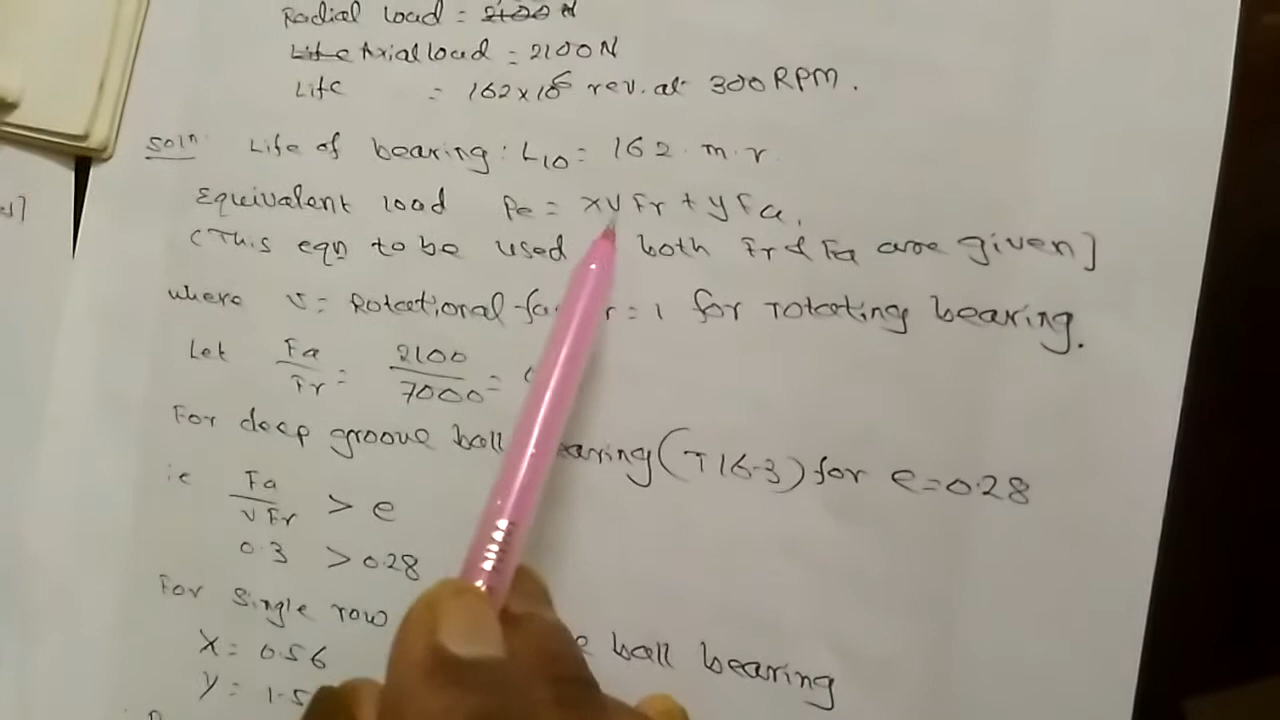 Radial load = 2100 N
Life Axial load = 2100 N
Life = 162 x 10⁶ rev. at 300 RPM.
Soln Life of bearing : L10 = 162 m.r
Equivalent load Pe = XVFr + YFa.
(This eqn to be used both Fr & Fa are given]
where V = Rotational = 1 for rotating bearing.
Let Fa/Fr = 2100/7000 =
For deep groove ball (T 16-3) for e = 0.28
ie Fa/VFr > e
0.3 > 0.28
For single row ball bearing
X = 0.56
Y =